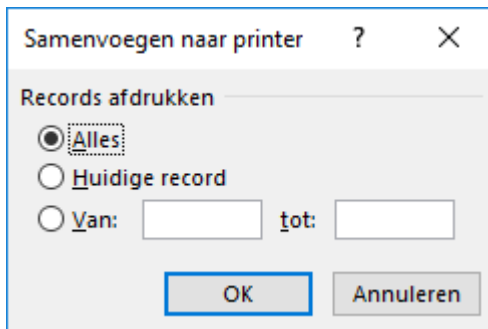 Samenvoegen naar printer ?
Records afdrukken
Alles
Huidige record
Van: tot:
OK Annuleren